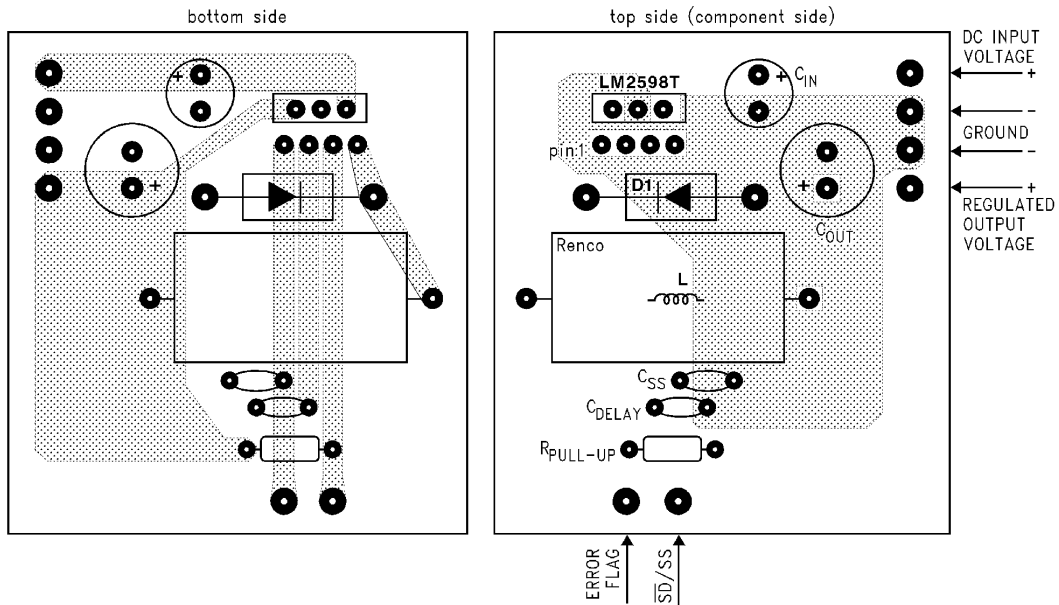 bottom side
top side (component side)
DC INPUT
VOLTAGE
+
–
GROUND
–
+
REGULATED
OUTPUT
VOLTAGE
+
+
LM2598T
+
C_IN
pin 1
D1
+
C_OUT
Renco
L
C_SS
C_DELAY
R_PULL-UP
ERROR
FLAG
S̅D̅/SS